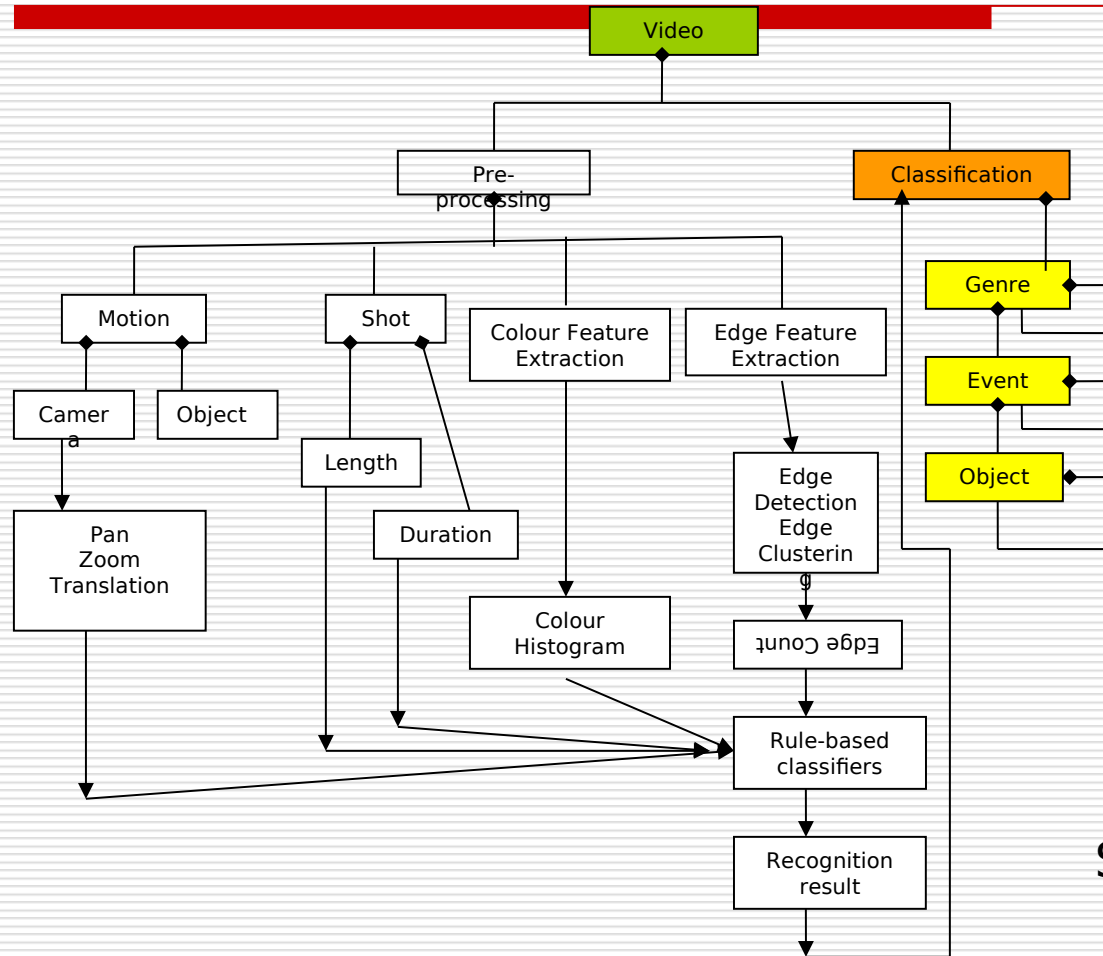 Video
Pre-
processing
Classification
Genre
Motion
Shot
Colour Feature
Extraction
Edge Feature
Extraction
Event
Camer
a
Object
Length
Object
Edge
Detection
Edge
Clusterin
g
Pan
Zoom
Translation
Duration
Colour
Histogram
Edge Count
Rule-based
classifiers
Recognition
result